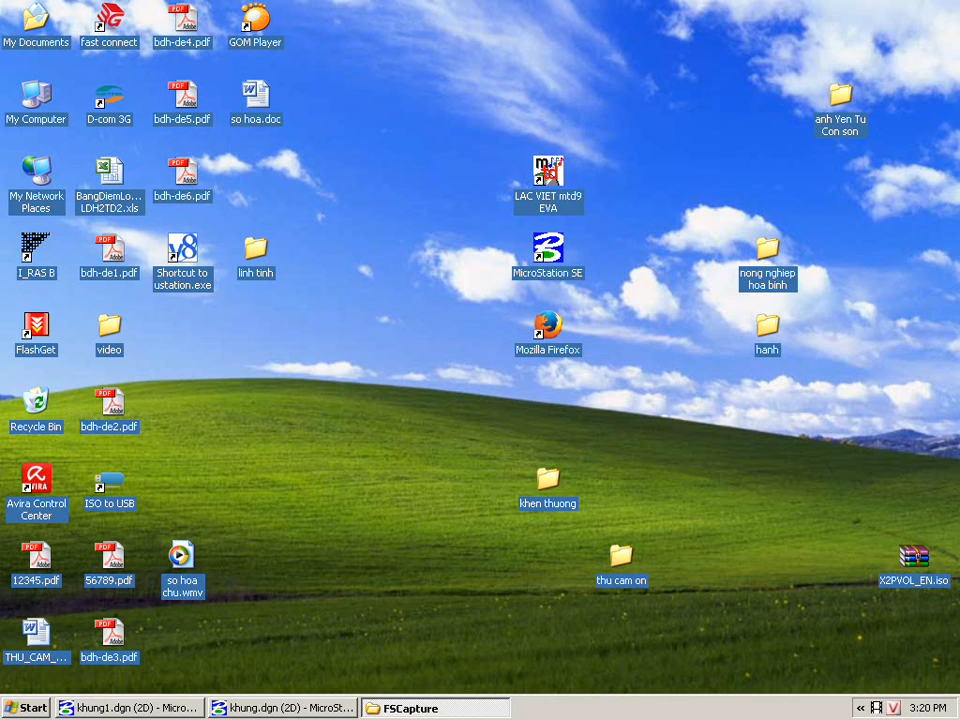 My Documents
fast connect
bdh-de4.pdf
GOM Player
My Computer
D-com 3G
bdh-de5.pdf
so hoa.doc
anh Yen Tu
Con son
My Network
Places
BangDiemLo...
LDH2TD2.xls
bdh-de6.pdf
LAC VIET mtd9
EVA
I_RAS B
bdh-de1.pdf
Shortcut to
ustation.exe
linh tinh
MicroStation SE
nong nghiep
hoa binh
FlashGet
video
Mozilla Firefox
hanh
Recycle Bin
bdh-de2.pdf
Avira Control
Center
ISO to USB
khen thuong
12345.pdf
56789.pdf
so hoa
chu.wmv
thu cam on
X2PVOL_EN.iso
THU_CAM_...
bdh-de3.pdf
Start
khung1.dgn (2D) - Micro...
khung.dgn (2D) - MicroSt...
FSCapture
3:20 PM